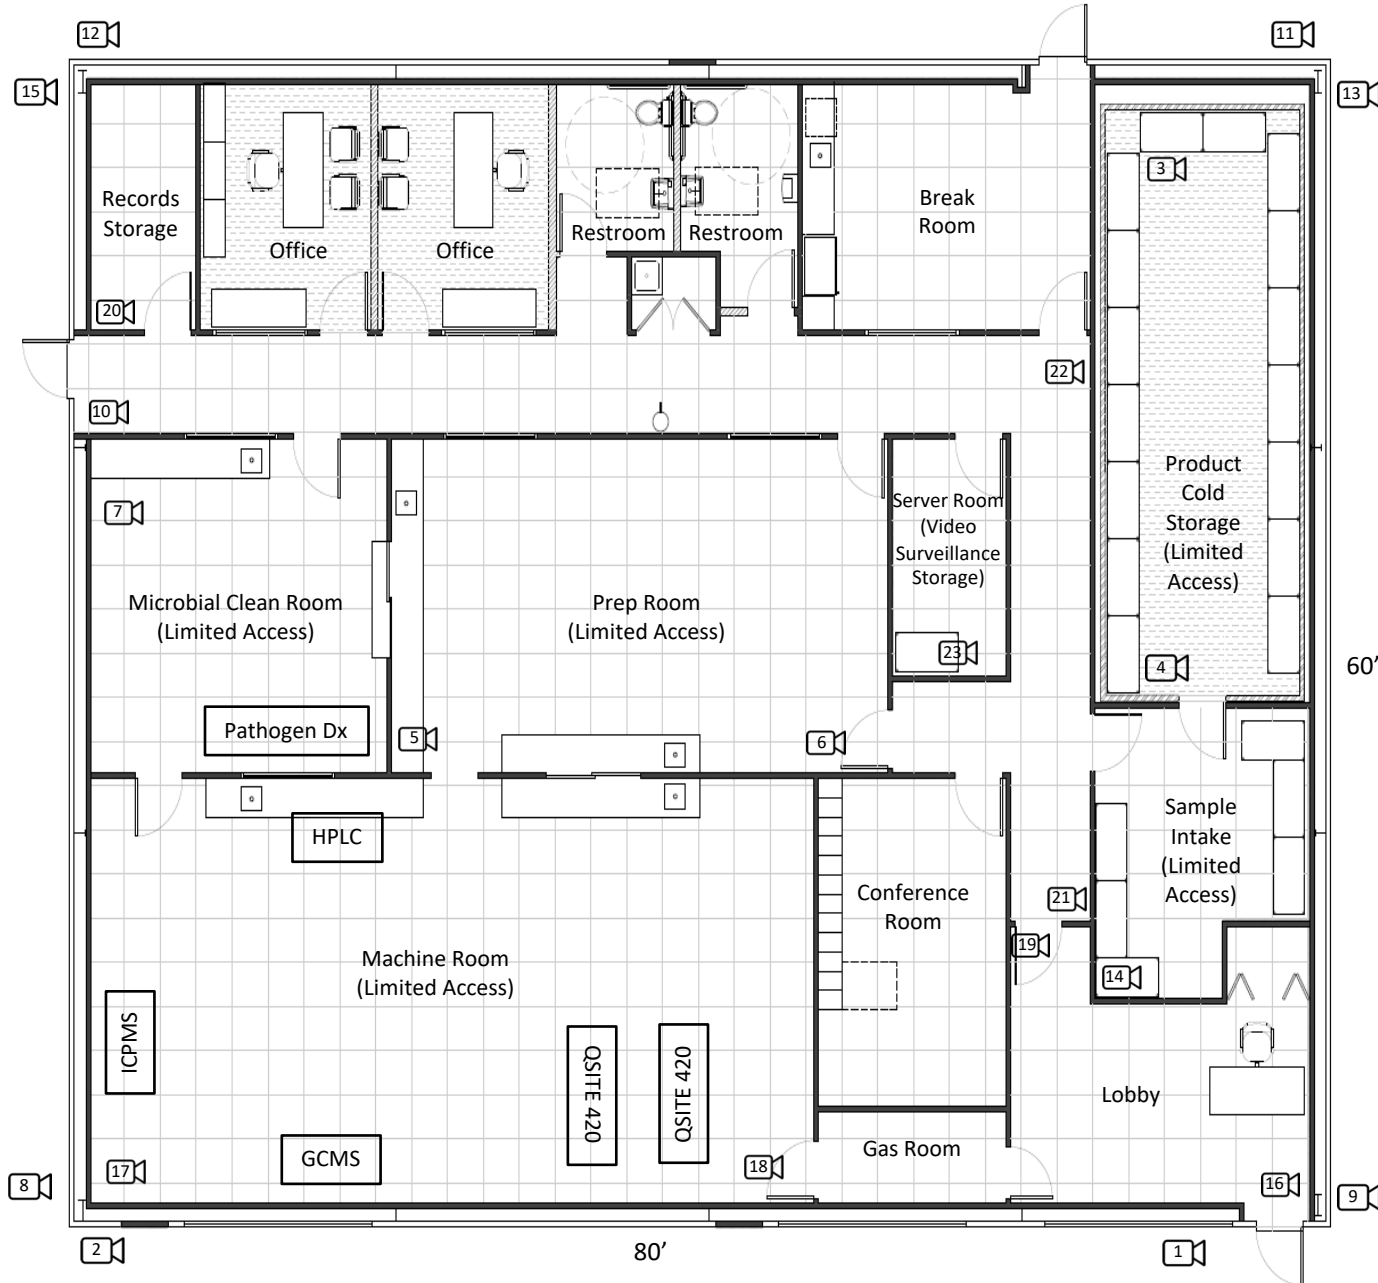 12
11
15
13
3
Records
Storage
Office
Office
Restroom
Restroom
Break
Room
20
22
10
Product
Cold
Storage
(Limited
Access)
7
Server Room
(Video
Surveillance
Storage)
Microbial Clean Room
(Limited Access)
Prep Room
(Limited Access)
23
4
60’
Pathogen Dx
5
6
HPLC
Sample
Intake
(Limited
Access)
Conference
Room
21
19
Machine Room
(Limited Access)
14
ICPMS
QSITE 420
QSITE 420
Lobby
GCMS
Gas Room
17
18
16
8
9
2
80’
1